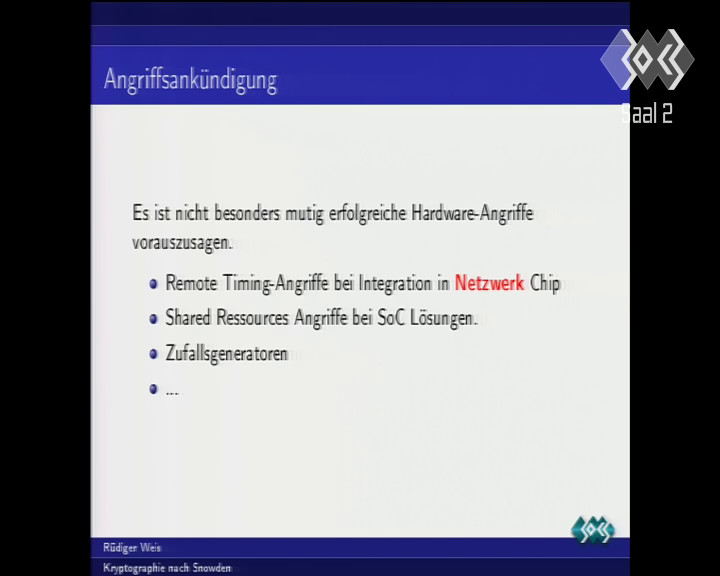 Angriffsankündigung
Saal 2
Es ist nicht besonders mutig erfolgreiche Hardware-Angriffe
vorauszusagen.
Remote Timing-Angriffe bei Integration in Netzwerk Chip
Shared Ressources Angriffe bei SoC Lösungen.
Zufallsgeneratoren
....
Rüdiger Weis
Kryptographie nach Snowden